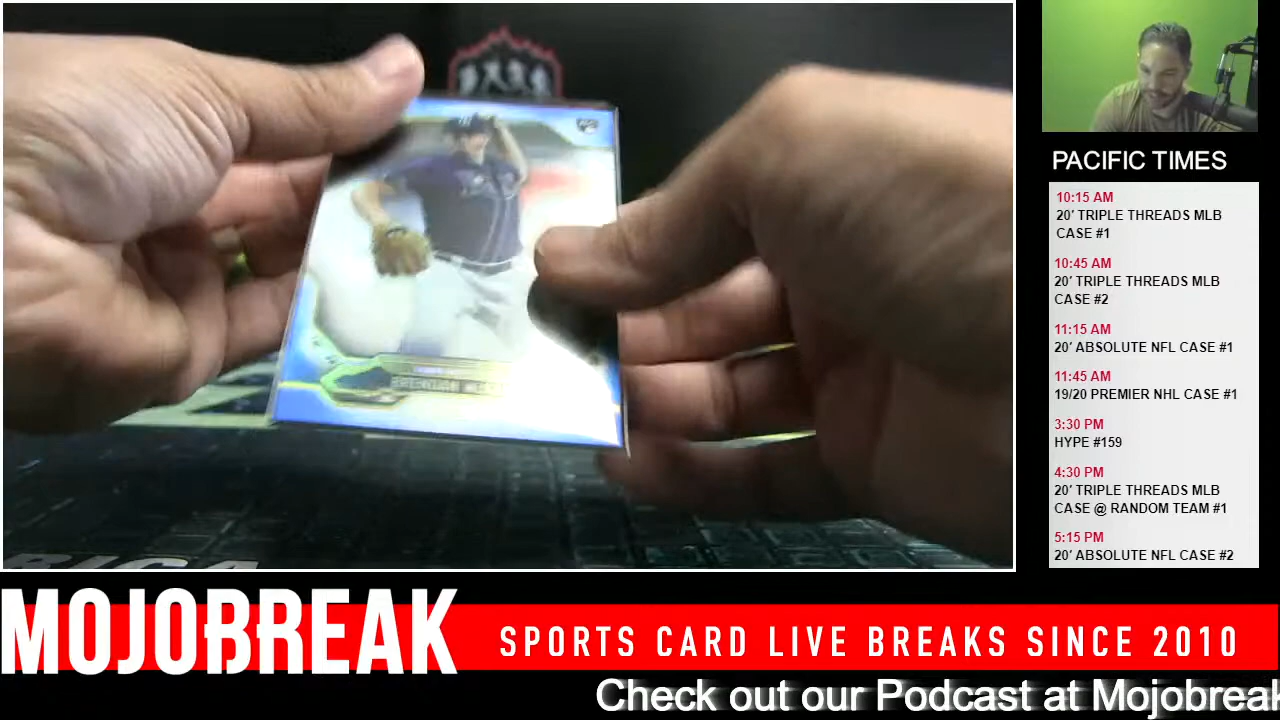 PACIFIC TIMES
10:15 AM
20' TRIPLE THREADS MLB
CASE #1
10:45 AM
20' TRIPLE THREADS MLB
CASE #2
11:15 AM
20' ABSOLUTE NFL CASE #1
11:45 AM
19/20 PREMIER NHL CASE #1
3:30 PM
HYPE #159
4:30 PM
20' TRIPLE THREADS MLB
CASE @ RANDOM TEAM #1
5:15 PM
20' ABSOLUTE NFL CASE #2
BRENDAN
MOJOBREAK
SPORTS CARD LIVE BREAKS SINCE 2010
Check out our Podcast at Mojobreak